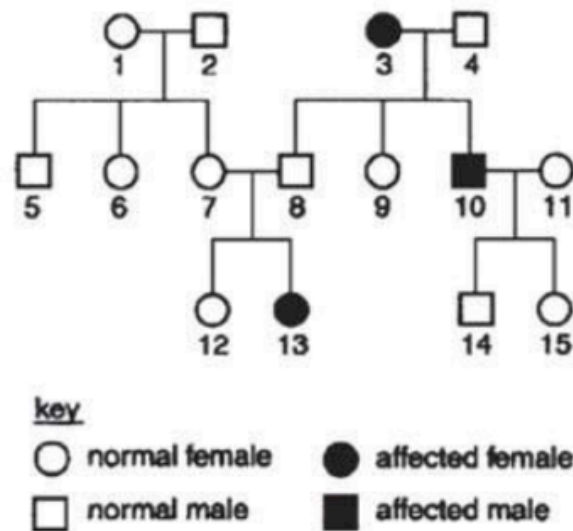 1 2 3 4
5 6 7 8 9 10 11
12 13 14 15
key
normal female affected female
normal male affected male